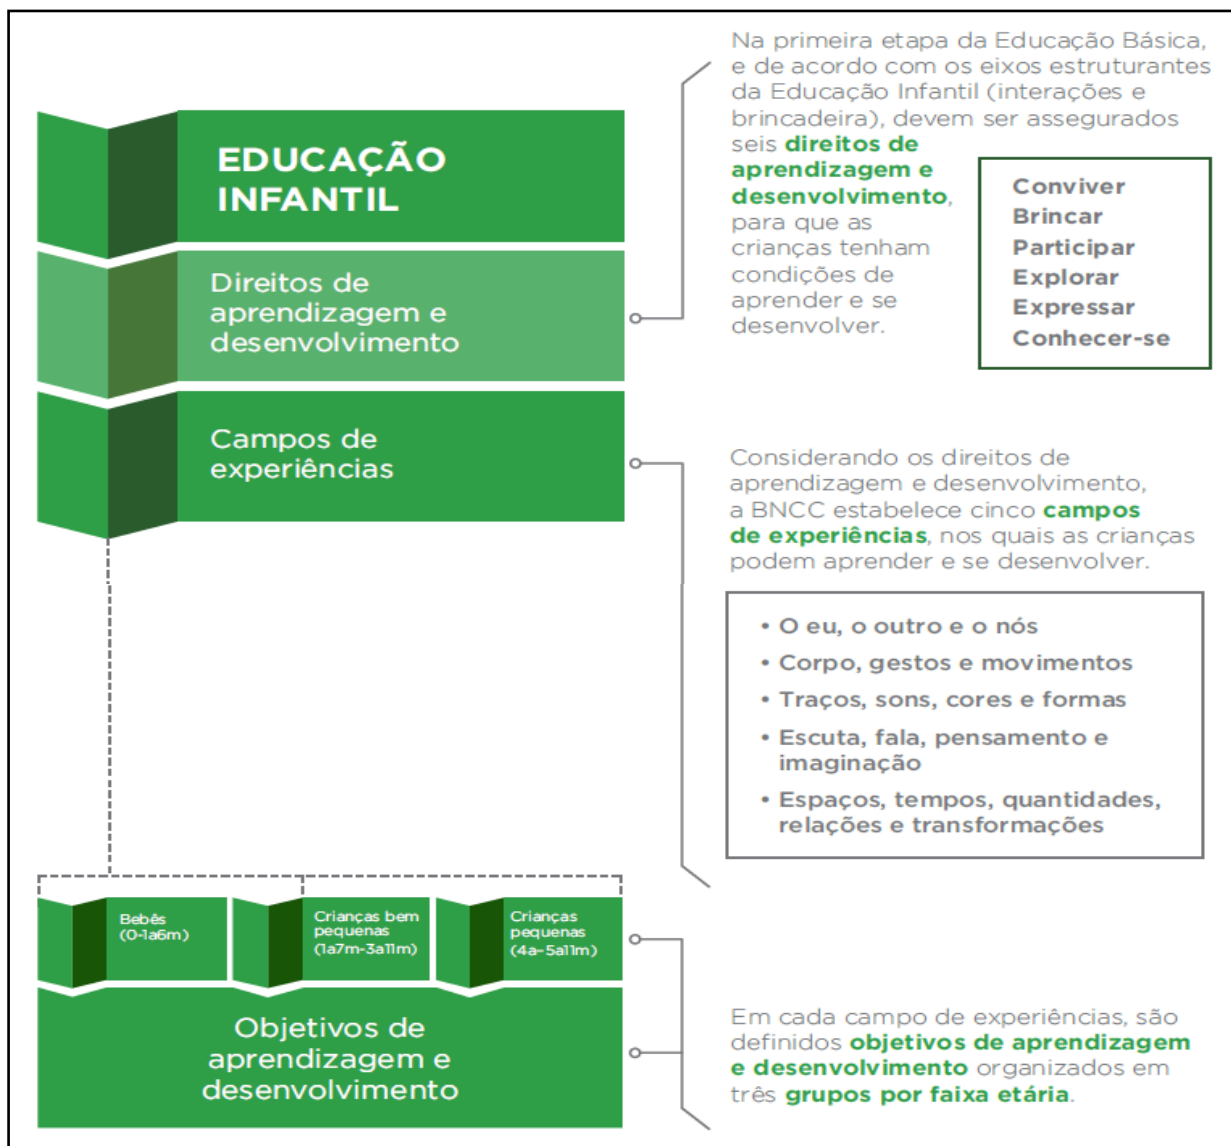 EDUCAÇÃO
INFANTIL
Direitos de
aprendizagem e
desenvolvimento
Na primeira etapa da Educação Básica,
e de acordo com os eixos estruturantes
da Educação Infantil (interações e
brincadeira), devem ser assegurados
seis direitos de
aprendizagem e
desenvolvimento,
para que as
crianças tenham
condições de
aprender e se
desenvolver.
Conviver
Brincar
Participar
Explorar
Expressar
Conhecer-se
Campos de
experiências
Considerando os direitos de
aprendizagem e desenvolvimento,
a BNCC estabelece cinco campos
de experiências, nos quais as crianças
podem aprender e se desenvolver.
• O eu, o outro e o nós
• Corpo, gestos e movimentos
• Traços, sons, cores e formas
• Escuta, fala, pensamento e
imaginação
• Espaços, tempos, quantidades,
relações e transformações
Bebês
(0-1a6m)
Crianças bem
pequenas
(1a7m-3a11m)
Crianças
pequenas
(4a–5a11m)
Objetivos de
aprendizagem e
desenvolvimento
Em cada campo de experiências, são
definidos objetivos de aprendizagem
e desenvolvimento organizados em
três grupos por faixa etária.